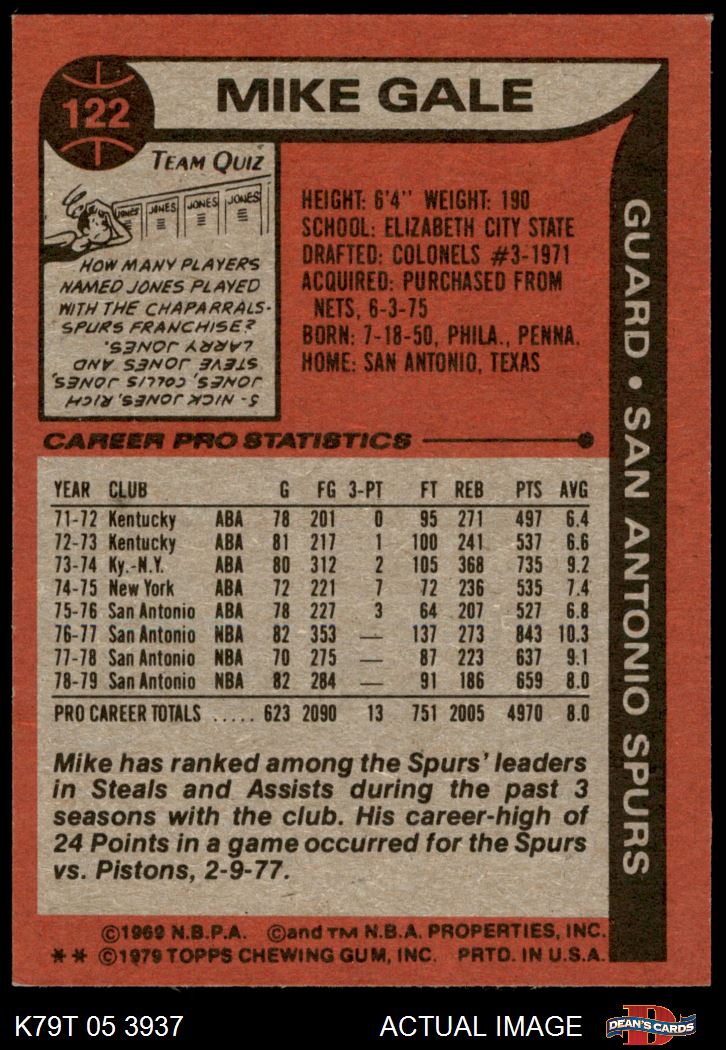 122
MIKE GALE
TEAM QUIZ
JONES JONES JONES JONES
HOW MANY PLAYERS
NAMED JONES PLAYED
WITH THE CHAPARRALS-
SPURS FRANCHISE?
5 - NICK JONES, RICH
JONES, COLLIS JONES,
STEVE JONES AND
LARRY JONES.
HEIGHT: 6'4" WEIGHT: 190
SCHOOL: ELIZABETH CITY STATE
DRAFTED: COLONELS #3-1971
ACQUIRED: PURCHASED FROM
NETS, 6-3-75
BORN: 7-18-50, PHILA., PENNA.
HOME: SAN ANTONIO, TEXAS
GUARD • SAN ANTONIO SPURS
CAREER PRO STATISTICS
YEAR CLUB G FG 3-PT FT REB PTS AVG
71-72 Kentucky ABA 78 201 0 95 271 497 6.4
72-73 Kentucky ABA 81 217 1 100 241 537 6.6
73-74 Ky.-N.Y. ABA 80 312 2 105 368 735 9.2
74-75 New York ABA 72 221 7 72 236 535 7.4
75-76 San Antonio ABA 78 227 3 64 207 527 6.8
76-77 San Antonio NBA 82 353 — 137 273 843 10.3
77-78 San Antonio NBA 70 275 — 87 223 637 9.1
78-79 San Antonio NBA 82 284 — 91 186 659 8.0
PRO CAREER TOTALS ..... 623 2090 13 751 2005 4970 8.0
Mike has ranked among the Spurs' leaders
in Steals and Assists during the past 3
seasons with the club. His career-high of
24 Points in a game occurred for the Spurs
vs. Pistons, 2-9-77.
©1969 N.B.P.A. ©and TM N.B.A. PROPERTIES, INC.
** ©1979 TOPPS CHEWING GUM, INC. PRTD. IN U.S.A.
K79T 05 3937 ACTUAL IMAGE D DEAN'S CARDS